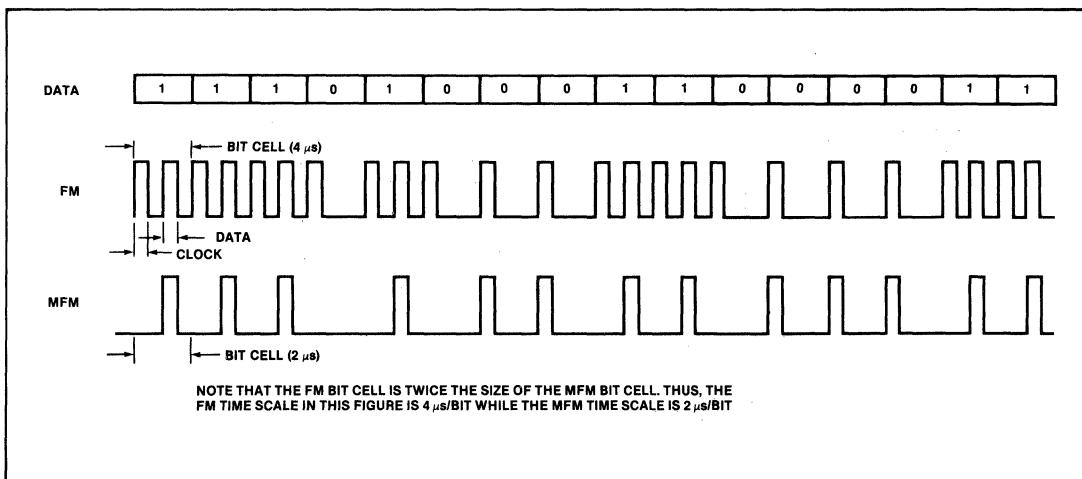 DATA
1 1 1 0 1 0 0 0 1 1 0 0 0 0 1 1
BIT CELL (4 μs)
FM
DATA
CLOCK
MFM
BIT CELL (2 μs)
NOTE THAT THE FM BIT CELL IS TWICE THE SIZE OF THE MFM BIT CELL. THUS, THE
FM TIME SCALE IN THIS FIGURE IS 4 μs/BIT WHILE THE MFM TIME SCALE IS 2 μs/BIT